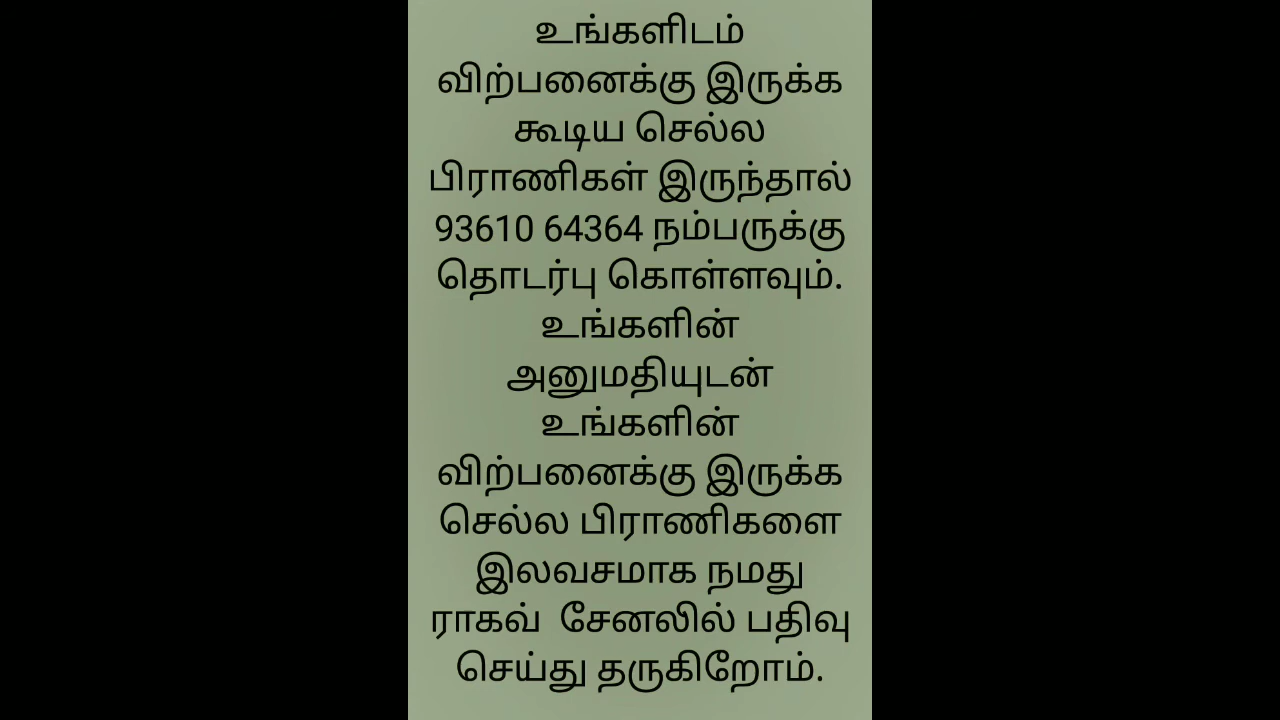 உங்களிடம்
விற்பனைக்கு இருக்க
கூடிய செல்ல
பிராணிகள் இருந்தால்
93610 64364 நம்பருக்கு
தொடர்பு கொள்ளவும்.
உங்களின்
அனுமதியுடன்
உங்களின்
விற்பனைக்கு இருக்க
செல்ல பிராணிகளை
இலவசமாக நமது
ராகவ் சேனலில் பதிவு
செய்து தருகிறோம்.